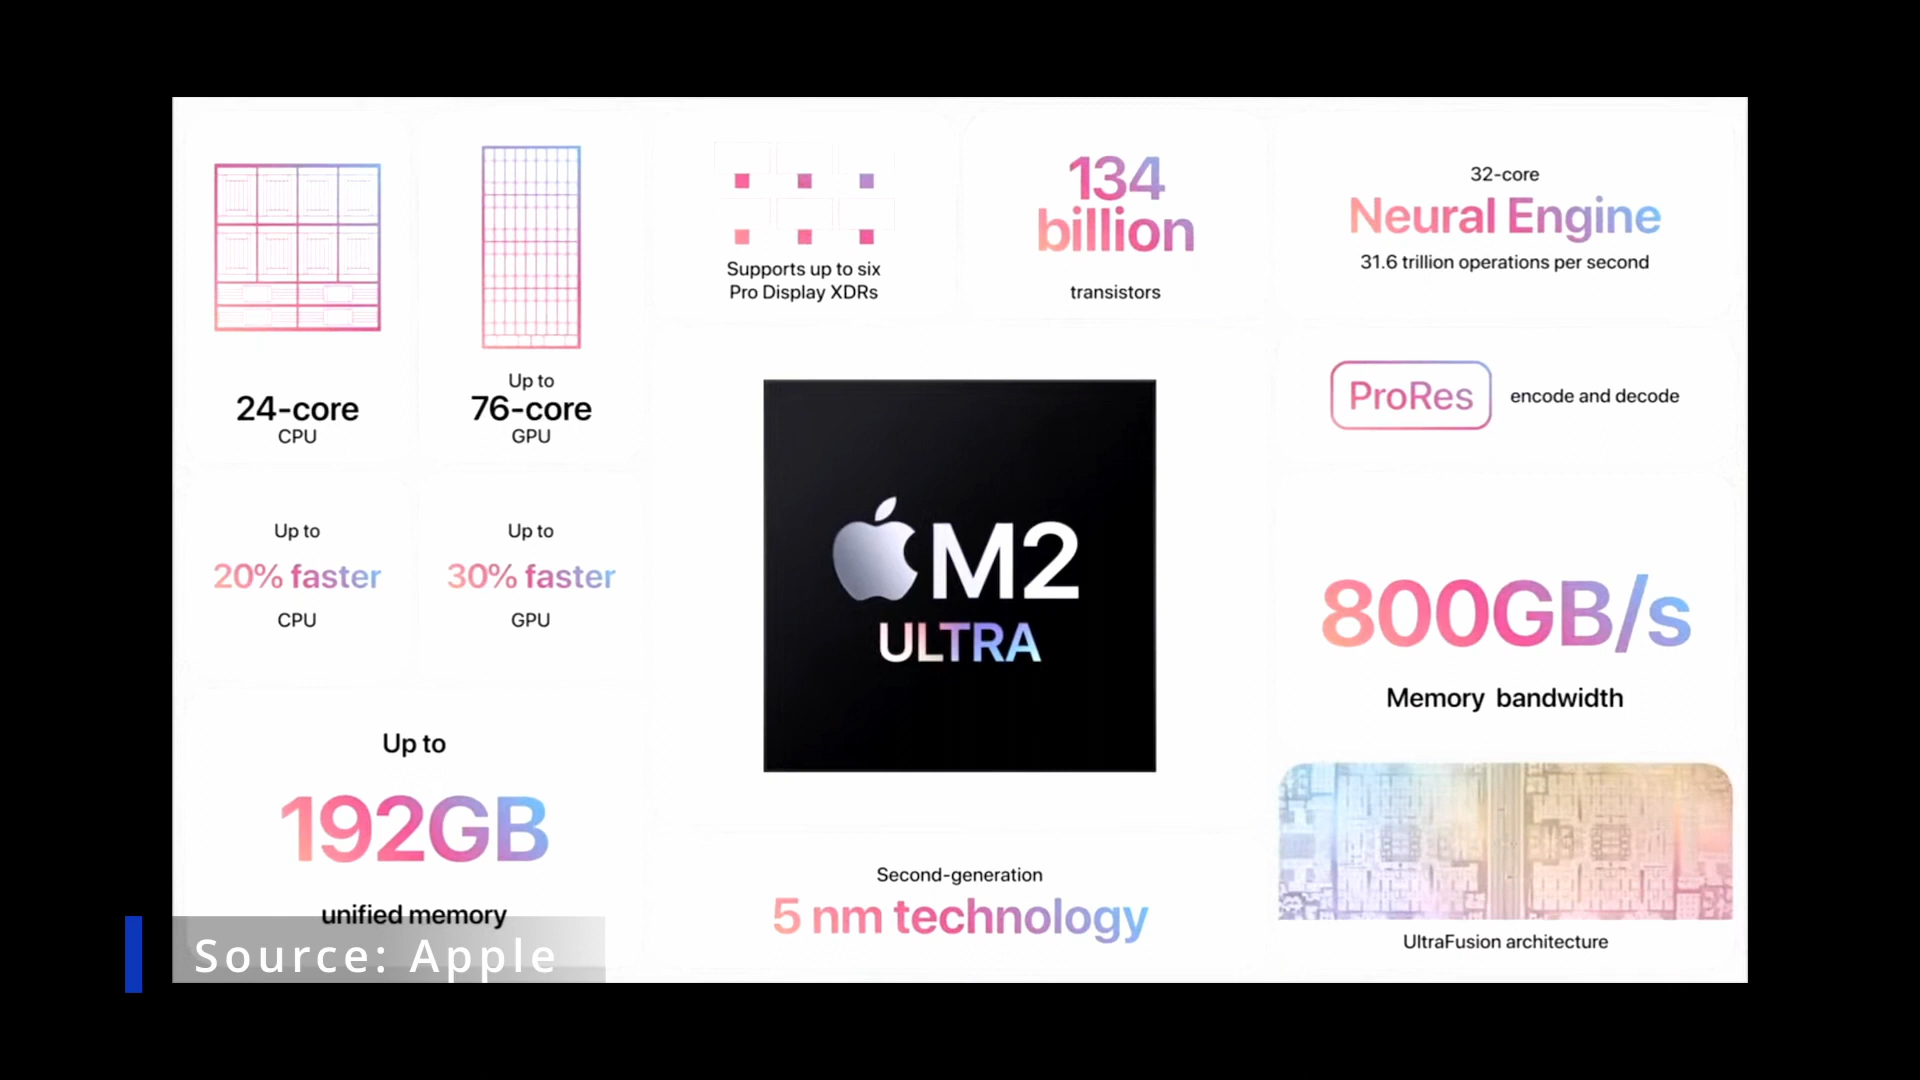 24-core
CPU
Up to
76-core
GPU
Supports up to six
Pro Display XDRs
134
billion
transistors
32-core
Neural Engine
31.6 trillion operations per second
ProRes
encode and decode
Up to
20% faster
CPU
Up to
30% faster
GPU
M2
ULTRA
800GB/s
Memory bandwidth
Up to
192GB
unified memory
Second-generation
5 nm technology
UltraFusion architecture
Source: Apple